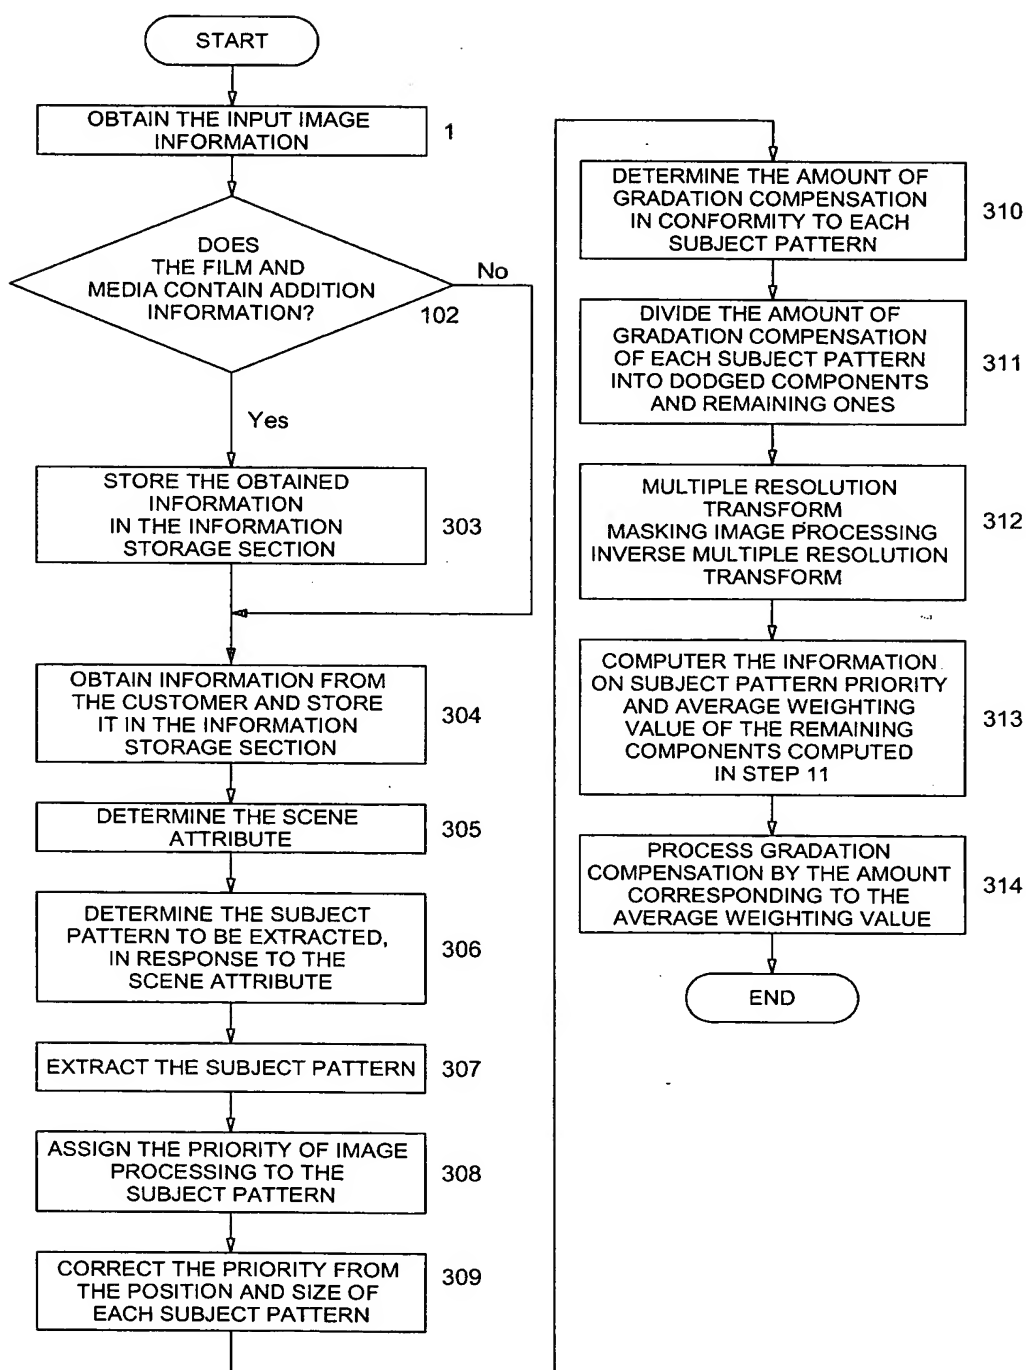 START
OBTAIN THE INPUT IMAGE
INFORMATION
1
DOES
THE FILM AND
MEDIA CONTAIN ADDITION
INFORMATION?
102
No
Yes
STORE THE OBTAINED
INFORMATION
IN THE INFORMATION
STORAGE SECTION
303
OBTAIN INFORMATION FROM
THE CUSTOMER AND STORE
IT IN THE INFORMATION
STORAGE SECTION
304
DETERMINE THE SCENE
ATTRIBUTE
305
DETERMINE THE SUBJECT
PATTERN TO BE EXTRACTED,
IN RESPONSE TO THE
SCENE ATTRIBUTE
306
EXTRACT THE SUBJECT PATTERN
307
ASSIGN THE PRIORITY OF IMAGE
PROCESSING TO THE
SUBJECT PATTERN
308
CORRECT THE PRIORITY FROM
THE POSITION AND SIZE OF
EACH SUBJECT PATTERN
309
DETERMINE THE AMOUNT OF
GRADATION COMPENSATION
IN CONFORMITY TO EACH
SUBJECT PATTERN
310
DIVIDE THE AMOUNT OF
GRADATION COMPENSATION
OF EACH SUBJECT PATTERN
INTO DODGED COMPONENTS
AND REMAINING ONES
311
MULTIPLE RESOLUTION
TRANSFORM
MASKING IMAGE PROCESSING
INVERSE MULTIPLE RESOLUTION
TRANSFORM
312
COMPUTER THE INFORMATION
ON SUBJECT PATTERN PRIORITY
AND AVERAGE WEIGHTING
VALUE OF THE REMAINING
COMPONENTS COMPUTED
IN STEP 11
313
PROCESS GRADATION
COMPENSATION BY THE AMOUNT
CORRESPONDING TO THE
AVERAGE WEIGHTING VALUE
314
END